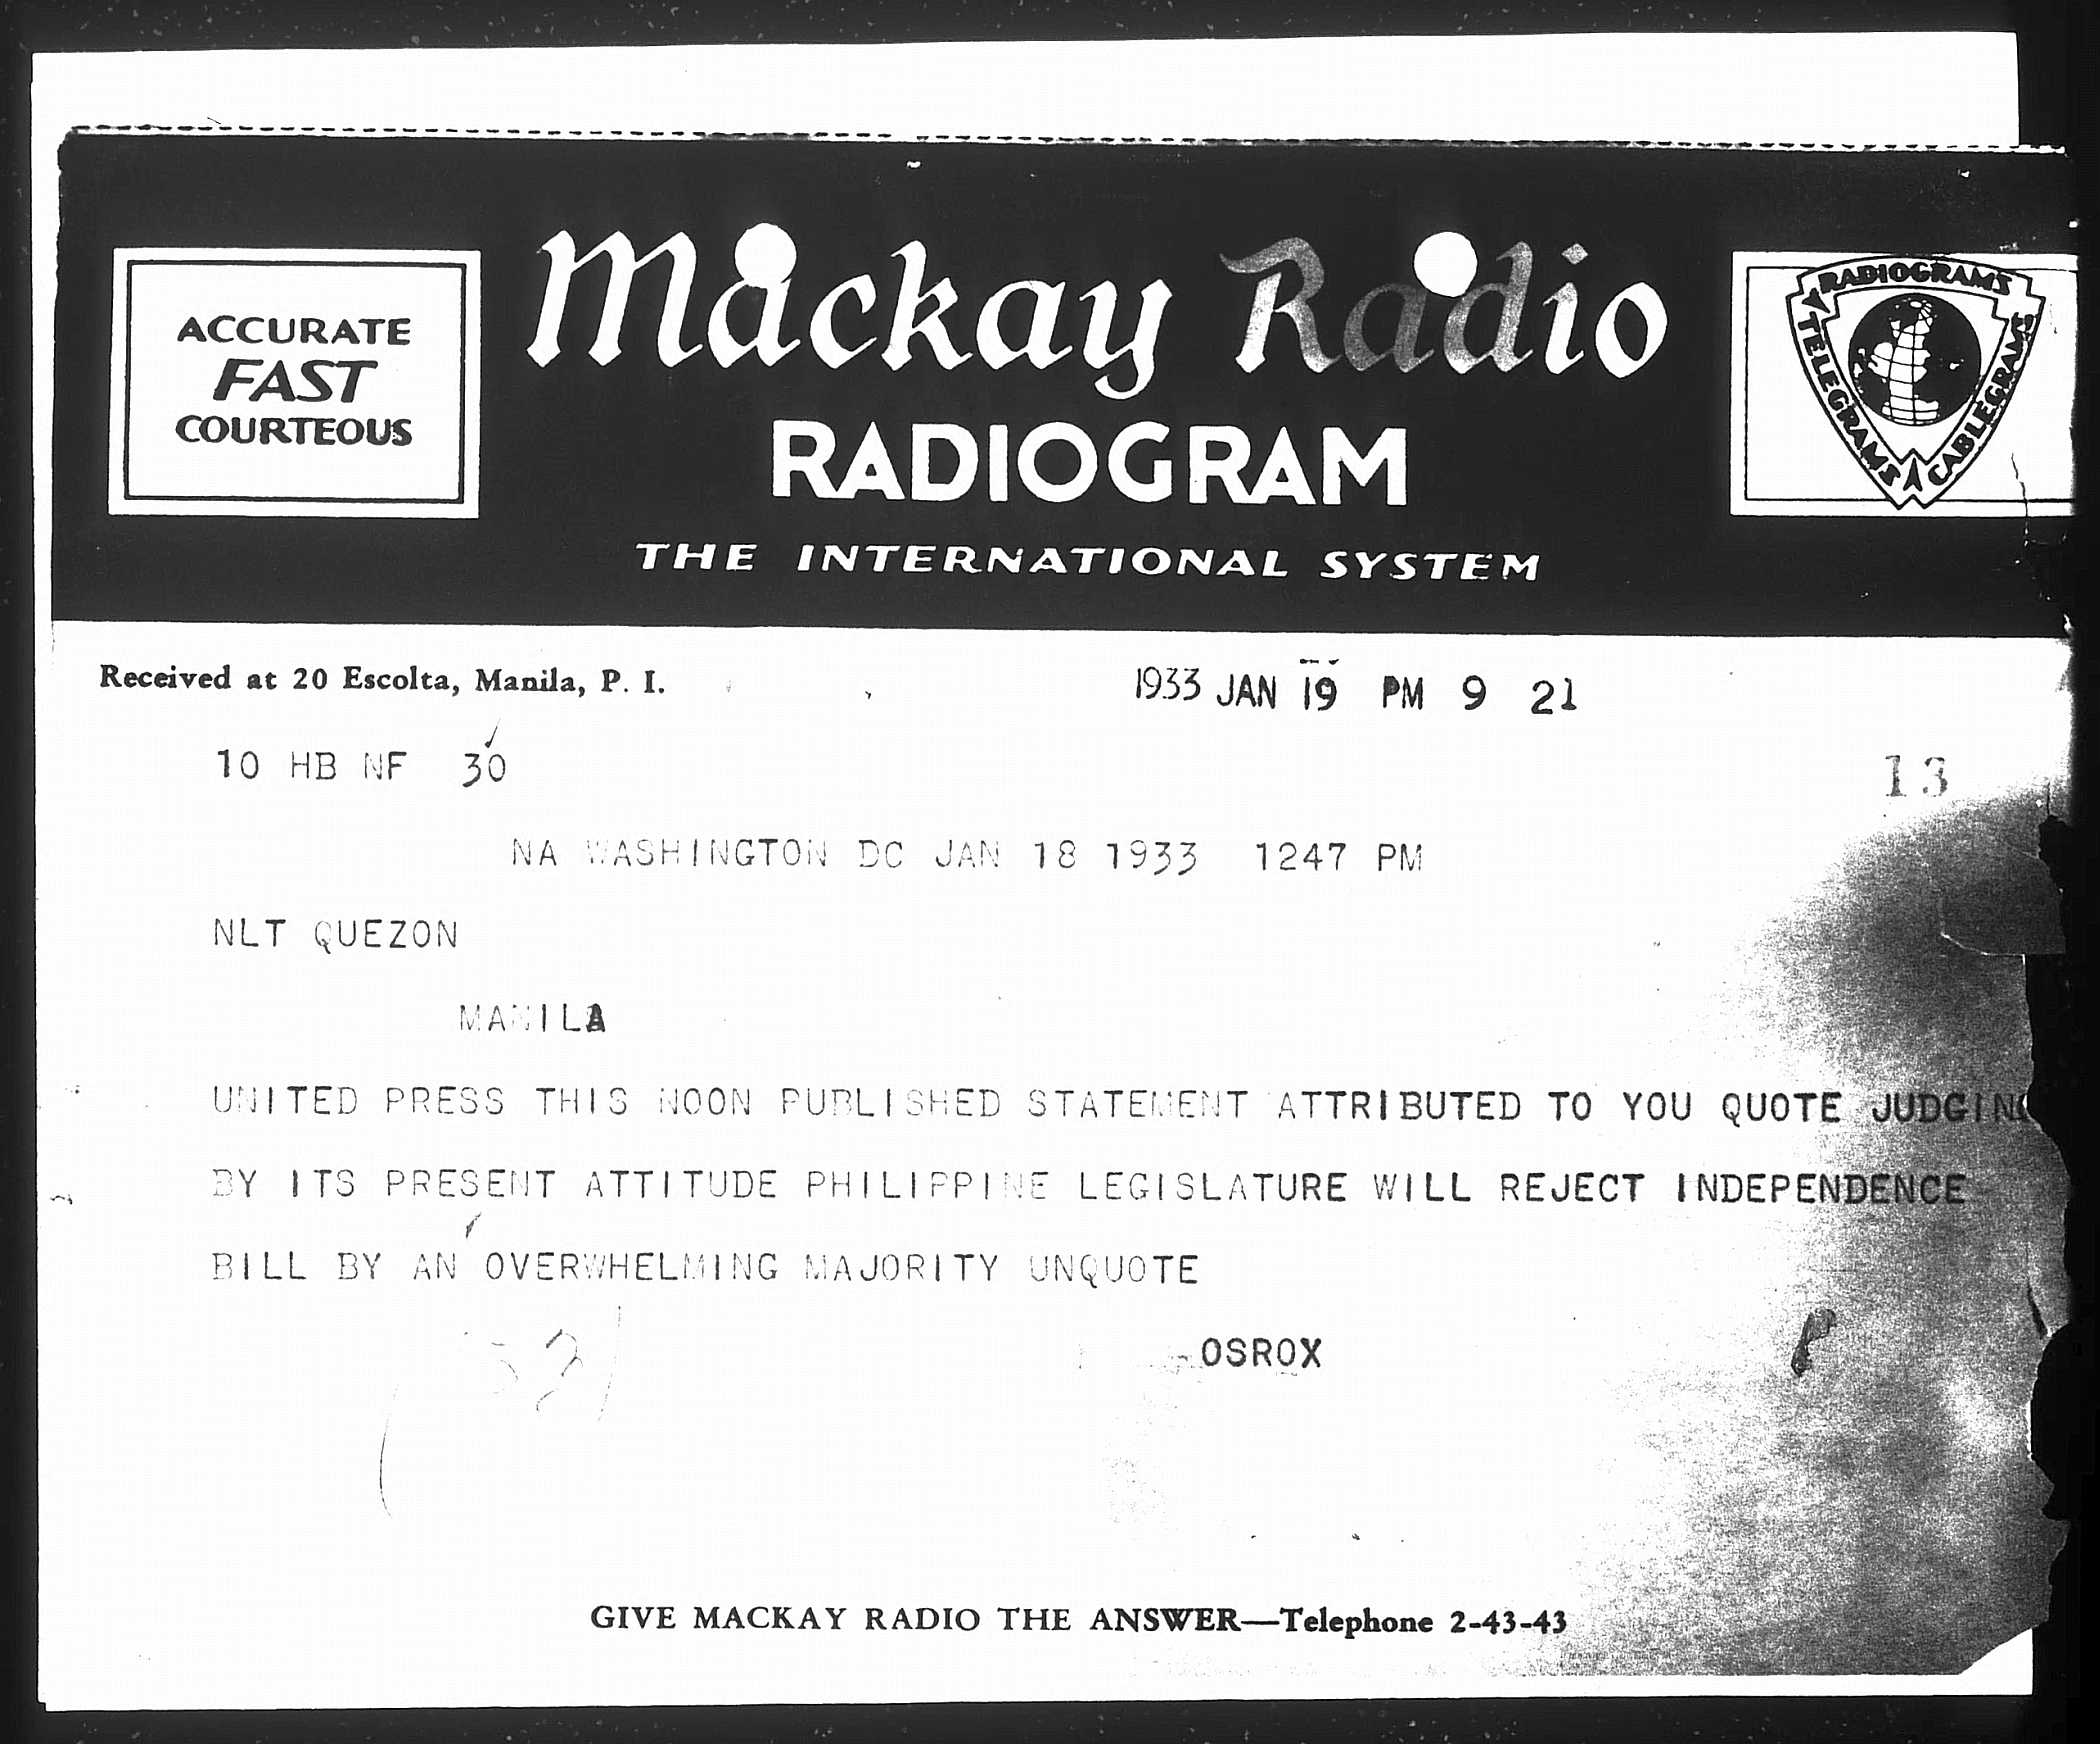 ACCURATE
FAST
COURTEOUS
Mackay Radio
RADIOGRAM
THE INTERNATIONAL SYSTEM
RADIOGRAMS
TELEGRAMS
CABLEGRAMS
Received at 20 Escolta, Manila, P. I.
1933 JAN 19 PM 9 21
10 HB NF 30
13
NA WASHINGTON DC JAN 18 1933 1247 PM
NLT QUEZON
MANILA
UNITED PRESS THIS NOON PUBLISHED STATEMENT ATTRIBUTED TO YOU QUOTE JUDGING
BY ITS PRESENT ATTITUDE PHILIPPINE LEGISLATURE WILL REJECT INDEPENDENCE
BILL BY AN OVERWHELMING MAJORITY UNQUOTE
OSROX
GIVE MACKAY RADIO THE ANSWER—Telephone 2-43-43